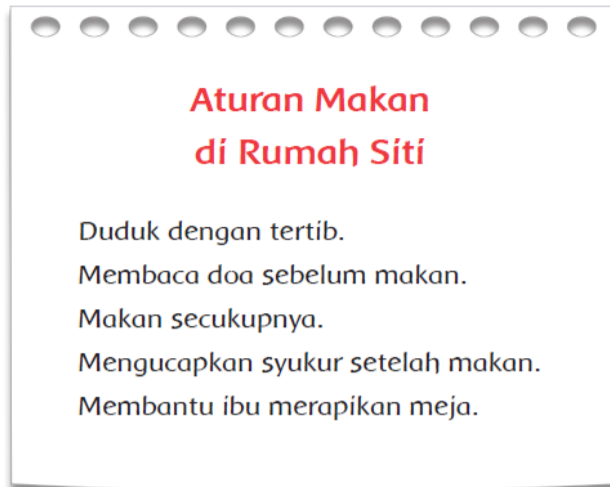 Aturan Makan
di Rumah Siti
Duduk dengan tertib.
Membaca doa sebelum makan.
Makan secukupnya.
Mengucapkan syukur setelah makan.
Membantu ibu merapikan meja.